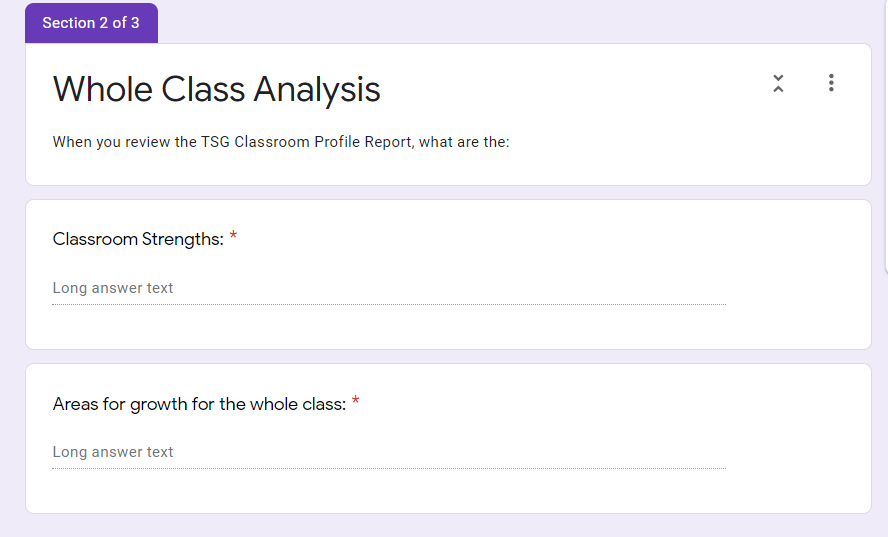 Section 2 of 3
Whole Class Analysis
When you review the TSG Classroom Profile Report, what are the:
Classroom Strengths: *
Long answer text
Areas for growth for the whole class: *
Long answer text